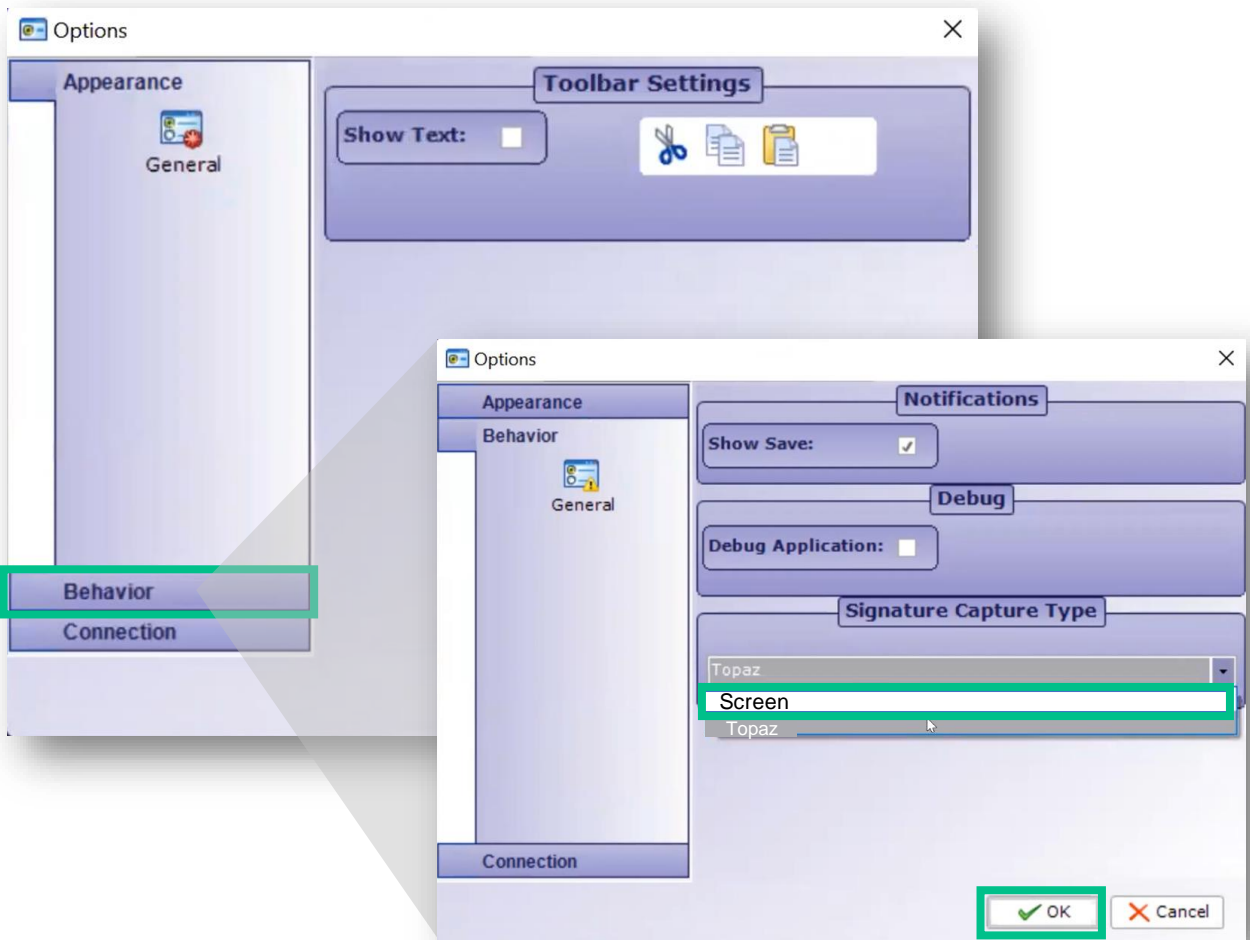 Options
Appearance
General
Toolbar Settings
Show Text:
Behavior
Connection
Options
Appearance
Behavior
General
Connection
Notifications
Show Save:
Debug
Debug Application:
Signature Capture Type
Topaz
Screen
Topaz
OK
Cancel